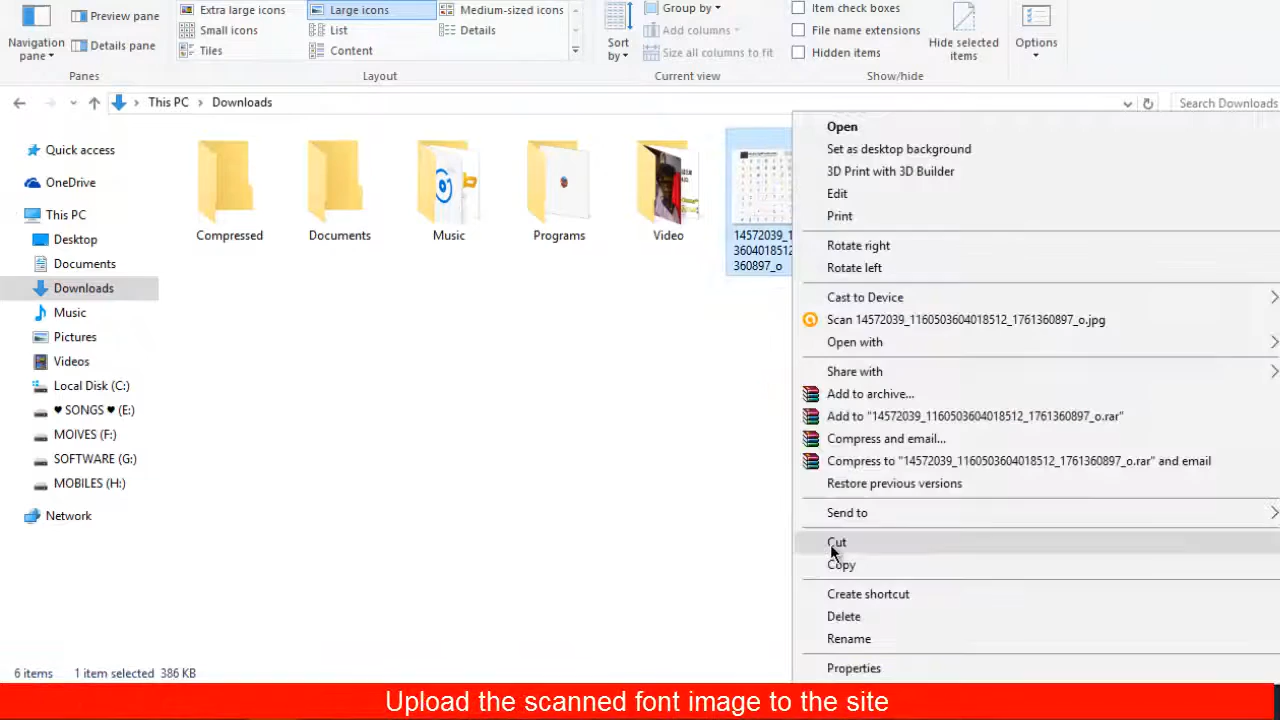 Navigation pane
Preview pane
Details pane
Panes
Extra large icons
Large icons
Medium-sized icons
Small icons
List
Details
Tiles
Content
Layout
Sort by
Group by
Add columns
Size all columns to fit
Current view
Item check boxes
File name extensions
Hidden items
Hide selected items
Show/hide
Options
This PC > Downloads
Search Downloads
Quick access
OneDrive
This PC
Desktop
Documents
Downloads
Music
Pictures
Videos
Local Disk (C:)
♥ SONGS ♥ (E:)
MOIVES (F:)
SOFTWARE (G:)
MOBILES (H:)
Network
Compressed
Documents
Music
Programs
Video
14572039_1
3604018512
360897_o
Open
Set as desktop background
3D Print with 3D Builder
Edit
Print
Rotate right
Rotate left
Cast to Device
Scan 14572039_1160503604018512_1761360897_o.jpg
Open with
Share with
Add to archive...
Add to "14572039_1160503604018512_1761360897_o.rar"
Compress and email...
Compress to "14572039_1160503604018512_1761360897_o.rar" and email
Restore previous versions
Send to
Cut
Copy
Create shortcut
Delete
Rename
Properties
6 items 1 item selected 386 KB
Upload the scanned font image to the site